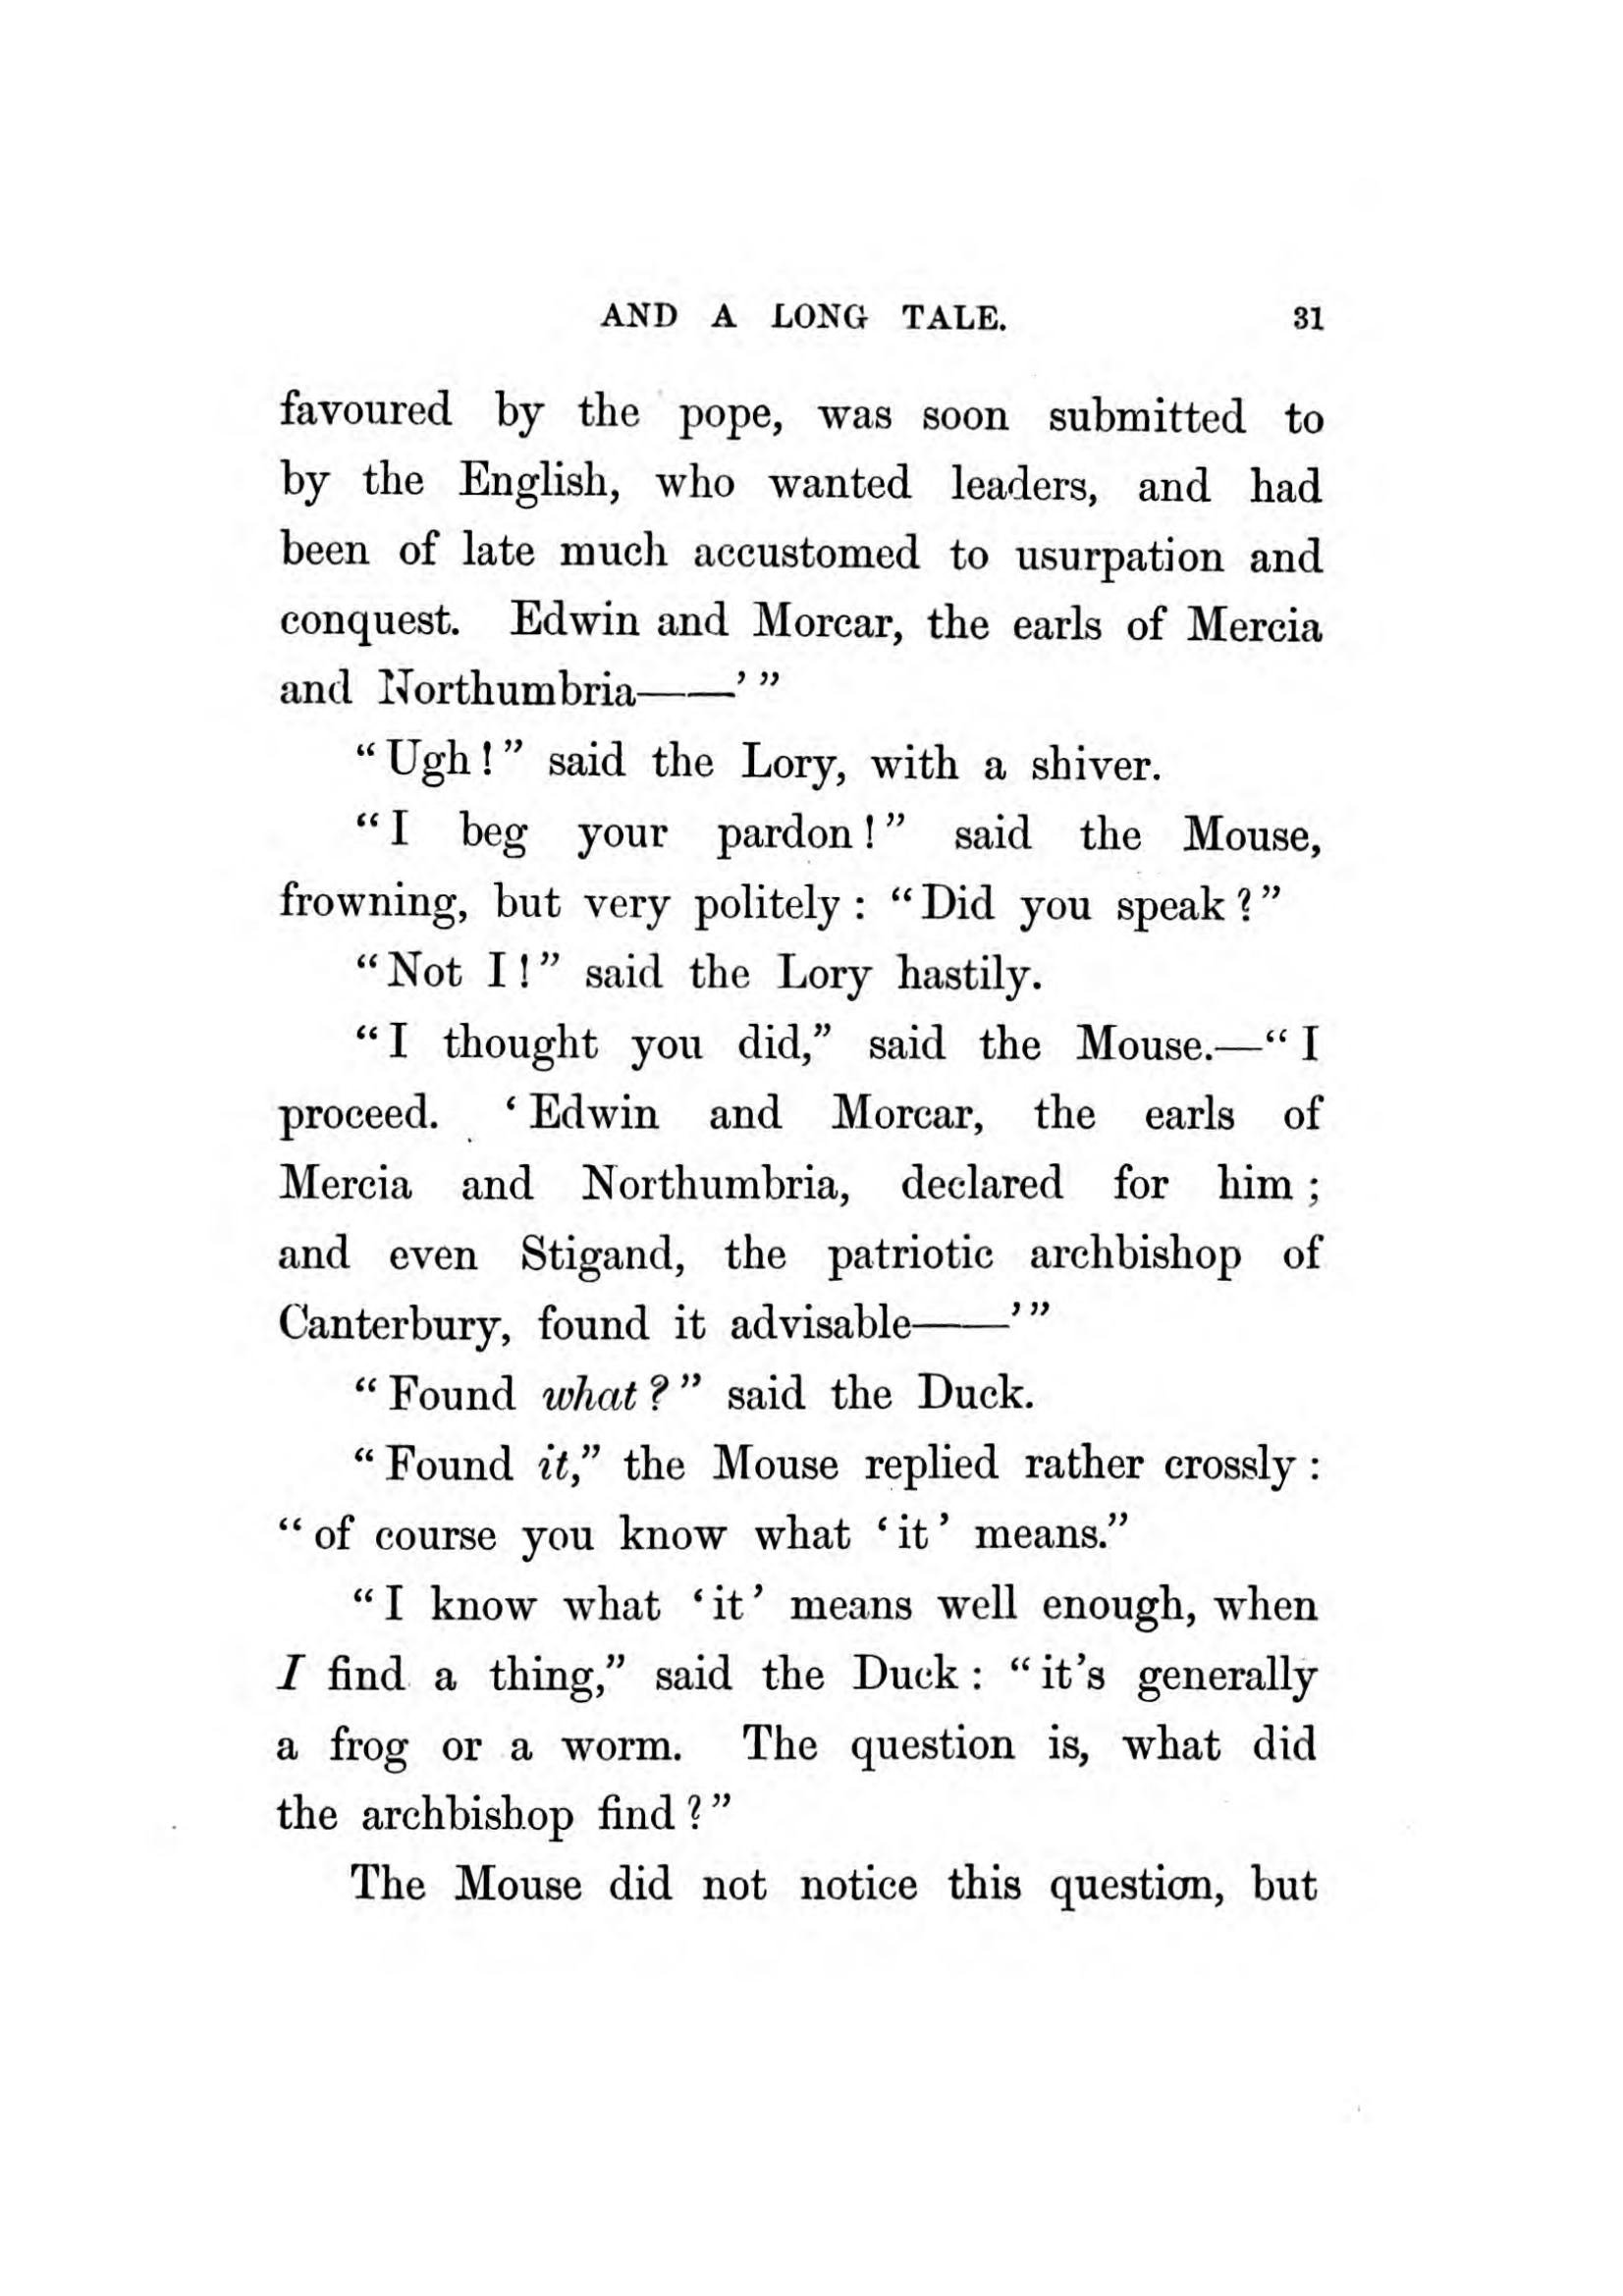 AND A LONG TALE. 31
favoured by the pope, was soon submitted to
by the English, who wanted leaders, and had
been of late much accustomed to usurpation and
conquest. Edwin and Morcar, the earls of Mercia
and Northumbria——’ ”
“Ugh!” said the Lory, with a shiver.
“I beg your pardon!” said the Mouse,
frowning, but very politely: “Did you speak?”
“Not I!” said the Lory hastily.
“I thought you did,” said the Mouse.—“I
proceed. ‘Edwin and Morcar, the earls of
Mercia and Northumbria, declared for him;
and even Stigand, the patriotic archbishop of
Canterbury, found it advisable——’”
“Found what?” said the Duck.
“Found it,” the Mouse replied rather crossly:
“of course you know what ‘it’ means.”
“I know what ‘it’ means well enough, when
I find a thing,” said the Duck: “it’s generally
a frog or a worm. The question is, what did
the archbishop find?”
The Mouse did not notice this question, but